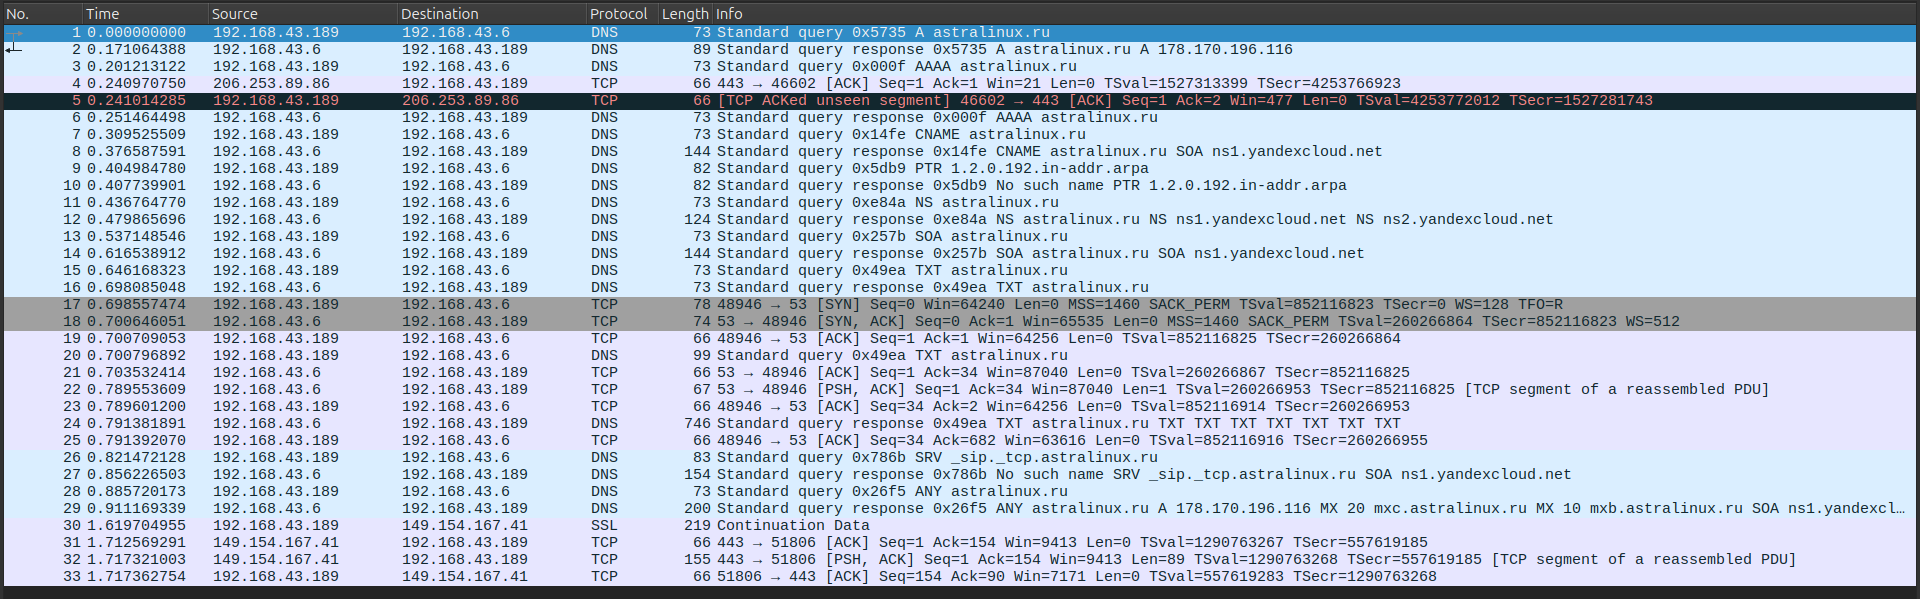 No. Time Source Destination Protocol Length Info
1 0.000000000 192.168.43.189 192.168.43.6 DNS 73 Standard query 0x5735 A astralinux.ru
2 0.171064388 192.168.43.6 192.168.43.189 DNS 89 Standard query response 0x5735 A astralinux.ru A 178.170.196.116
3 0.201213122 192.168.43.189 192.168.43.6 DNS 73 Standard query 0x000f AAAA astralinux.ru
4 0.240970750 206.253.89.86 192.168.43.189 TCP 66 443 → 46602 [ACK] Seq=1 Ack=1 Win=21 Len=0 TSval=1527313399 TSecr=4253766923
5 0.241014285 192.168.43.189 206.253.89.86 TCP 66 [TCP ACKed unseen segment] 46602 → 443 [ACK] Seq=1 Ack=2 Win=477 Len=0 TSval=4253772012 TSecr=1527281743
6 0.251464498 192.168.43.6 192.168.43.189 DNS 73 Standard query response 0x000f AAAA astralinux.ru
7 0.309525509 192.168.43.189 192.168.43.6 DNS 73 Standard query 0x14fe CNAME astralinux.ru
8 0.376587591 192.168.43.6 192.168.43.189 DNS 144 Standard query response 0x14fe CNAME astralinux.ru SOA ns1.yandexcloud.net
9 0.404984780 192.168.43.189 192.168.43.6 DNS 82 Standard query 0x5db9 PTR 1.2.0.192.in-addr.arpa
10 0.407739901 192.168.43.6 192.168.43.189 DNS 82 Standard query response 0x5db9 No such name PTR 1.2.0.192.in-addr.arpa
11 0.436764770 192.168.43.189 192.168.43.6 DNS 73 Standard query 0xe84a NS astralinux.ru
12 0.479865696 192.168.43.6 192.168.43.189 DNS 124 Standard query response 0xe84a NS astralinux.ru NS ns1.yandexcloud.net NS ns2.yandexcloud.net
13 0.537148546 192.168.43.189 192.168.43.6 DNS 73 Standard query 0x257b SOA astralinux.ru
14 0.616538912 192.168.43.6 192.168.43.189 DNS 144 Standard query response 0x257b SOA astralinux.ru SOA ns1.yandexcloud.net
15 0.646168323 192.168.43.189 192.168.43.6 DNS 73 Standard query 0x49ea TXT astralinux.ru
16 0.698085048 192.168.43.6 192.168.43.189 DNS 73 Standard query response 0x49ea TXT astralinux.ru
17 0.698557474 192.168.43.189 192.168.43.6 TCP 78 48946 → 53 [SYN] Seq=0 Win=64240 Len=0 MSS=1460 SACK_PERM TSval=852116823 TSecr=0 WS=128 TFO=R
18 0.700646051 192.168.43.6 192.168.43.189 TCP 74 53 → 48946 [SYN, ACK] Seq=0 Ack=1 Win=65535 Len=0 MSS=1460 SACK_PERM TSval=260266864 TSecr=852116823 WS=512
19 0.700709053 192.168.43.189 192.168.43.6 TCP 66 48946 → 53 [ACK] Seq=1 Ack=1 Win=64256 Len=0 TSval=852116825 TSecr=260266864
20 0.700796892 192.168.43.189 192.168.43.6 DNS 99 Standard query 0x49ea TXT astralinux.ru
21 0.703532414 192.168.43.6 192.168.43.189 TCP 66 53 → 48946 [ACK] Seq=1 Ack=34 Win=87040 Len=0 TSval=260266867 TSecr=852116825
22 0.789553609 192.168.43.6 192.168.43.189 TCP 67 53 → 48946 [PSH, ACK] Seq=1 Ack=34 Win=87040 Len=1 TSval=260266953 TSecr=852116825 [TCP segment of a reassembled PDU]
23 0.789601200 192.168.43.189 192.168.43.6 TCP 66 48946 → 53 [ACK] Seq=34 Ack=2 Win=64256 Len=0 TSval=852116914 TSecr=260266953
24 0.791381891 192.168.43.6 192.168.43.189 DNS 746 Standard query response 0x49ea TXT astralinux.ru TXT TXT TXT TXT TXT TXT TXT
25 0.791392070 192.168.43.189 192.168.43.6 TCP 66 48946 → 53 [ACK] Seq=34 Ack=682 Win=63616 Len=0 TSval=852116916 TSecr=260266955
26 0.821472128 192.168.43.189 192.168.43.6 DNS 83 Standard query 0x786b SRV _sip._tcp.astralinux.ru
27 0.856226503 192.168.43.6 192.168.43.189 DNS 154 Standard query response 0x786b No such name SRV _sip._tcp.astralinux.ru SOA ns1.yandexcloud.net
28 0.885720173 192.168.43.189 192.168.43.6 DNS 73 Standard query 0x26f5 ANY astralinux.ru
29 0.911169339 192.168.43.6 192.168.43.189 DNS 200 Standard query response 0x26f5 ANY astralinux.ru A 178.170.196.116 MX 20 mxc.astralinux.ru MX 10 mxb.astralinux.ru SOA ns1.yandexcl…
30 1.619704955 192.168.43.189 149.154.167.41 SSL 219 Continuation Data
31 1.712569291 149.154.167.41 192.168.43.189 TCP 66 443 → 51806 [ACK] Seq=1 Ack=154 Win=9413 Len=0 TSval=1290763267 TSecr=557619185
32 1.717321003 149.154.167.41 192.168.43.189 TCP 155 443 → 51806 [PSH, ACK] Seq=1 Ack=154 Win=9413 Len=89 TSval=1290763268 TSecr=557619185 [TCP segment of a reassembled PDU]
33 1.717362754 192.168.43.189 149.154.167.41 TCP 66 51806 → 443 [ACK] Seq=154 Ack=90 Win=7171 Len=0 TSval=557619283 TSecr=1290763268